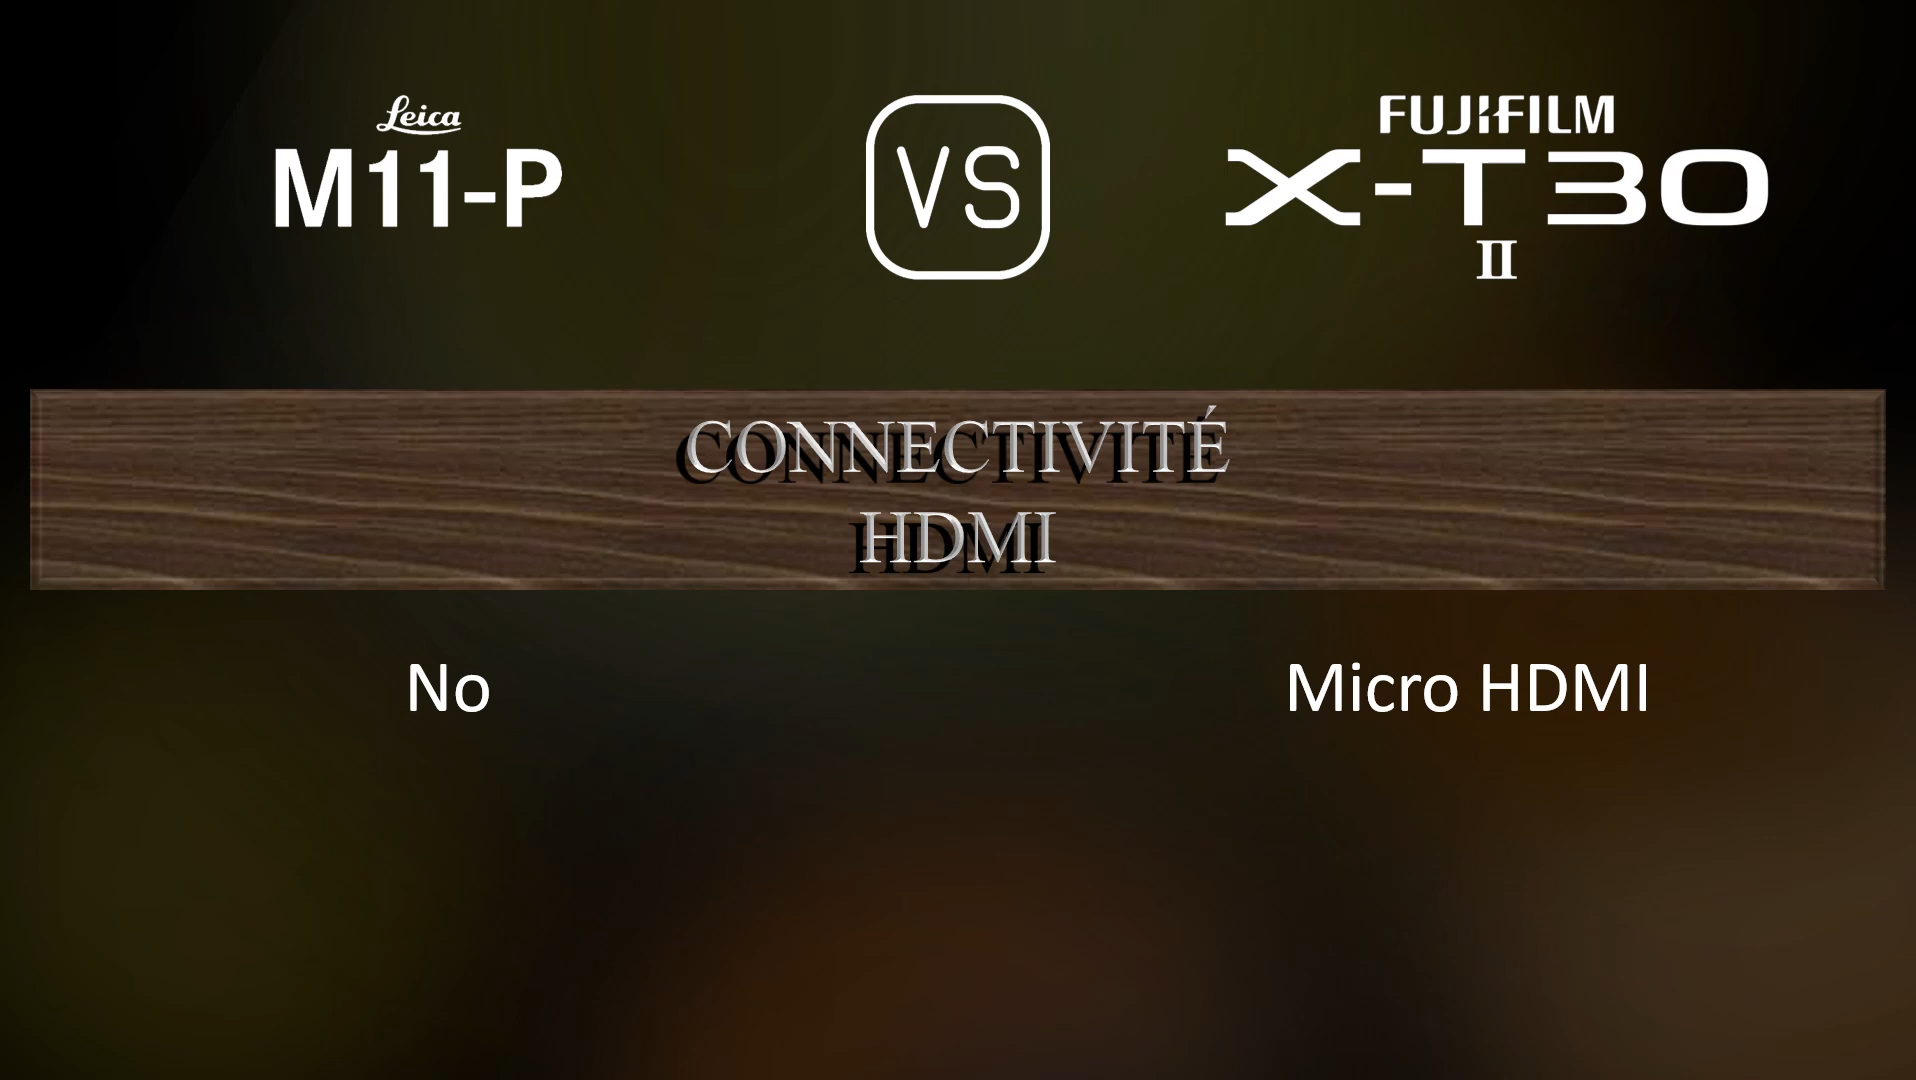 Leica
M11-P
VS
FUJIFILM
X-T30
II
CONNECTIVITÉ
HDMI
No
Micro HDMI